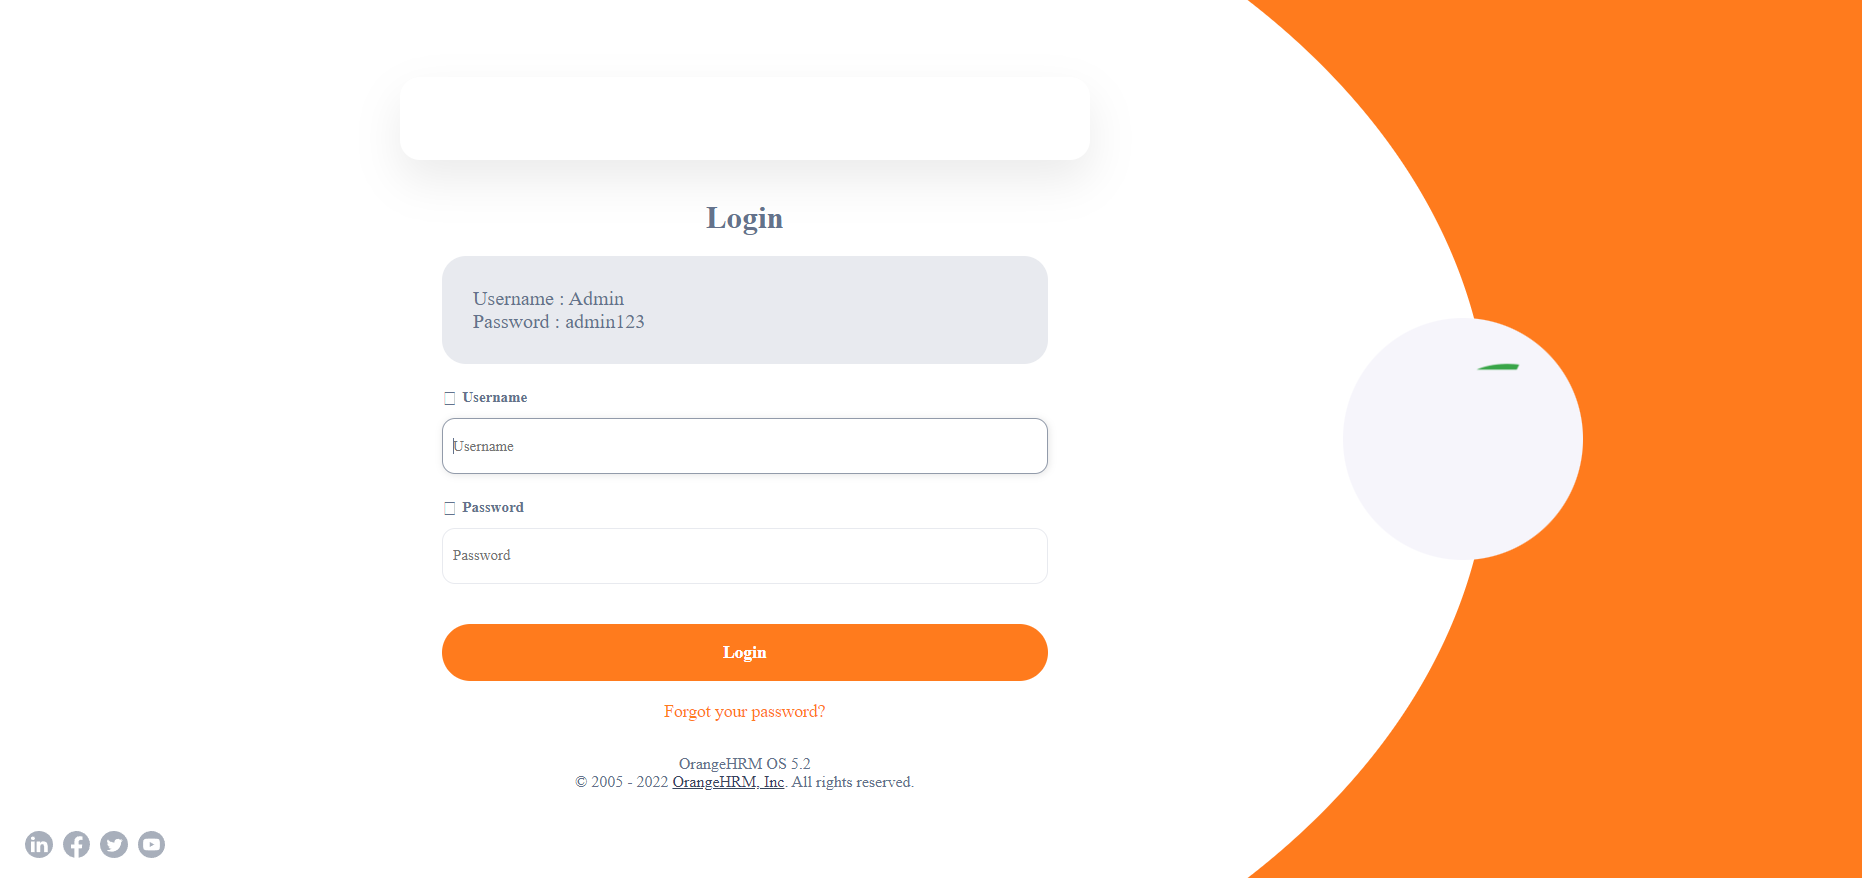 Login
Username : Admin
Password : admin123
Username
Username
Password
Password
Login
Forgot your password?
OrangeHRM OS 5.2
© 2005 - 2022 OrangeHRM, Inc. All rights reserved.